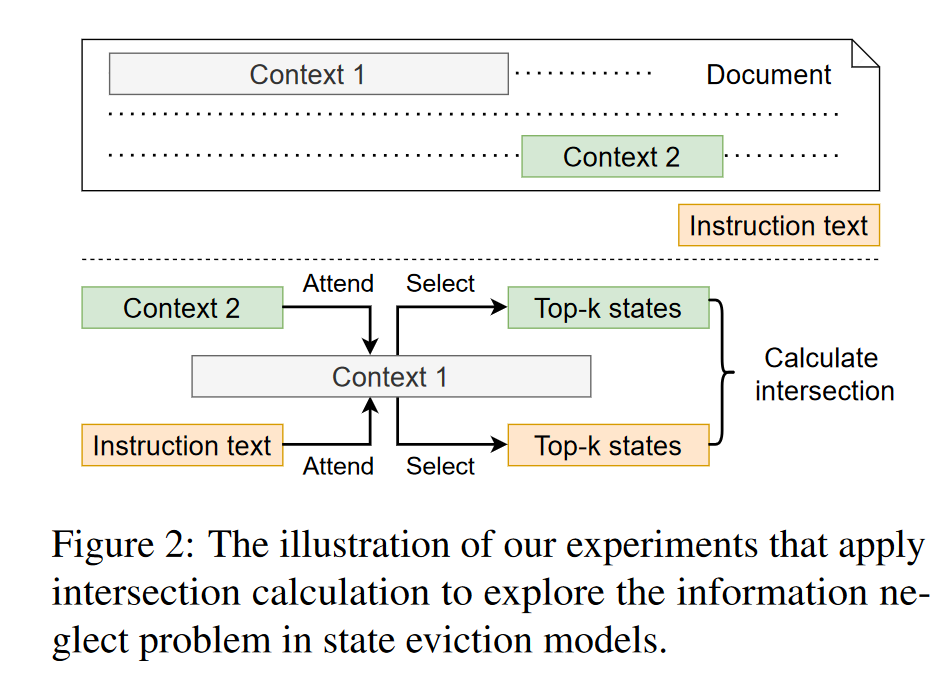 Context 1
Document
Context 2
Instruction text
Attend
Select
Context 2
Top-k states
Context 1
Calculate
intersection
Instruction text
Top-k states
Attend
Select
Figure 2: The illustration of our experiments that apply
intersection calculation to explore the information ne-
glect problem in state eviction models.